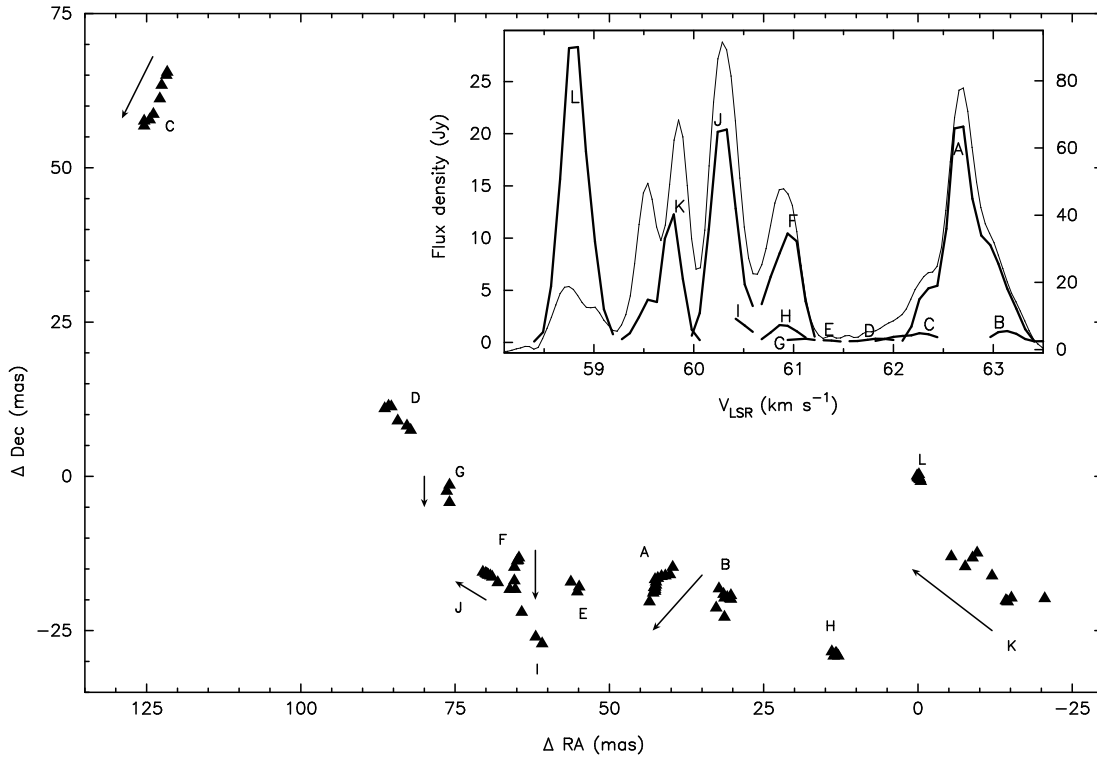 75
50
25
0
−25
Δ Dec (mas)
125
100
75
50
25
0
−25
Δ RA (mas)
C
D
G
F
J
I
E
A
B
H
L
K
25
20
15
10
5
0
Flux density (Jy)
80
60
40
20
0
59
60
61
62
63
V_LSR (km s⁻¹)
L
K
J
I
F
H
G
E
D
C
A
B